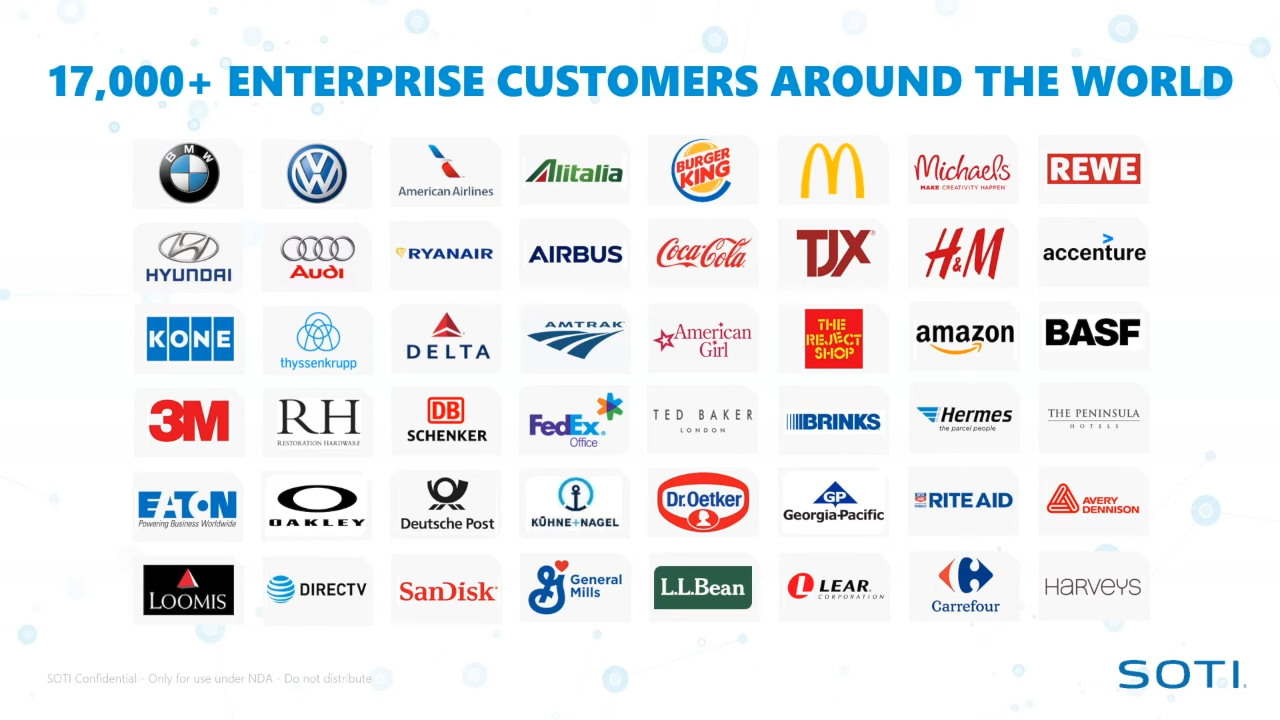 17,000+ ENTERPRISE CUSTOMERS AROUND THE WORLD
BMW
VW
American Airlines
Alitalia
BURGER
KING
Michaels
MAKE CREATIVITY HAPPEN
REWE
HYUNDAI
Audi
RYANAIR
AIRBUS
Coca-Cola
TJX®
H&M
accenture
KONE
thyssenkrupp
DELTA
AMTRAK
American
Girl
THE
REJECT
SHOP
amazon
BASF
3M
RH
RESTORATION HARDWARE
DB
SCHENKER
FedEx
Office
TED BAKER
LONDON
BRINKS
Hermes
the parcel people
THE PENINSULA
HOTELS
EATON
Powering Business Worldwide
OAKLEY
Deutsche Post
KÜHNE+NAGEL
Dr.Oetker
GP
Georgia-Pacific
RITE AID
AVERY
DENNISON
LOOMIS
DIRECTV
SanDisk
G
General
Mills
L.L.Bean
LEAR
CORPORATION
Carrefour
HARVEYS
SOTI Confidential - Only for use under NDA - Do not distribute
SOTI